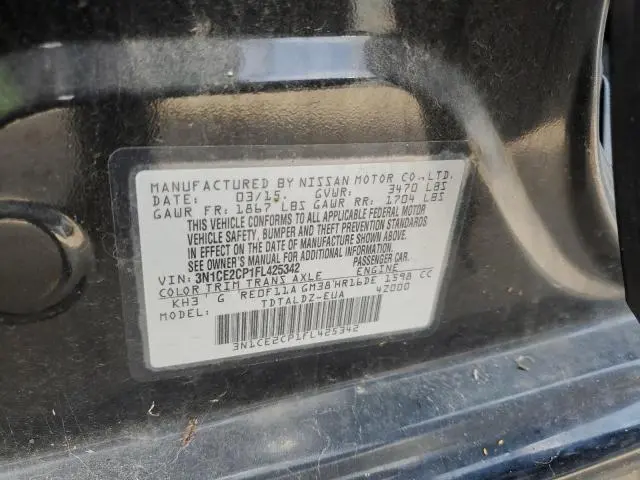 MANUFACTURED BY NISSAN MOTOR CO.,LTD.
DATE: 03/15. GVWR: 3470 LBS
GAWR FR: 1867 LBS GAWR RR: 1704 LBS
THIS VEHICLE CONFORMS TO ALL APPLICABLE FEDERAL MOTOR
VEHICLE SAFETY, BUMPER, AND THEFT PREVENTION STANDARDS
IN EFFECT ON THE DATE OF MANUFACTURE SHOWN ABOVE.
SEE OWNER'S MANUAL FOR ADDITIONAL INFORMATION.
VIN: 3N1CE2CP1FL425342 PASSENGER CAR.
COLOR TRIM TRANS AXLE ENGINE
KH3 G RE0F11A GM38 HR16DE 1598 CC
MODEL: TDTALDZ-EUA 42000
3N1CE2CP1FL425342